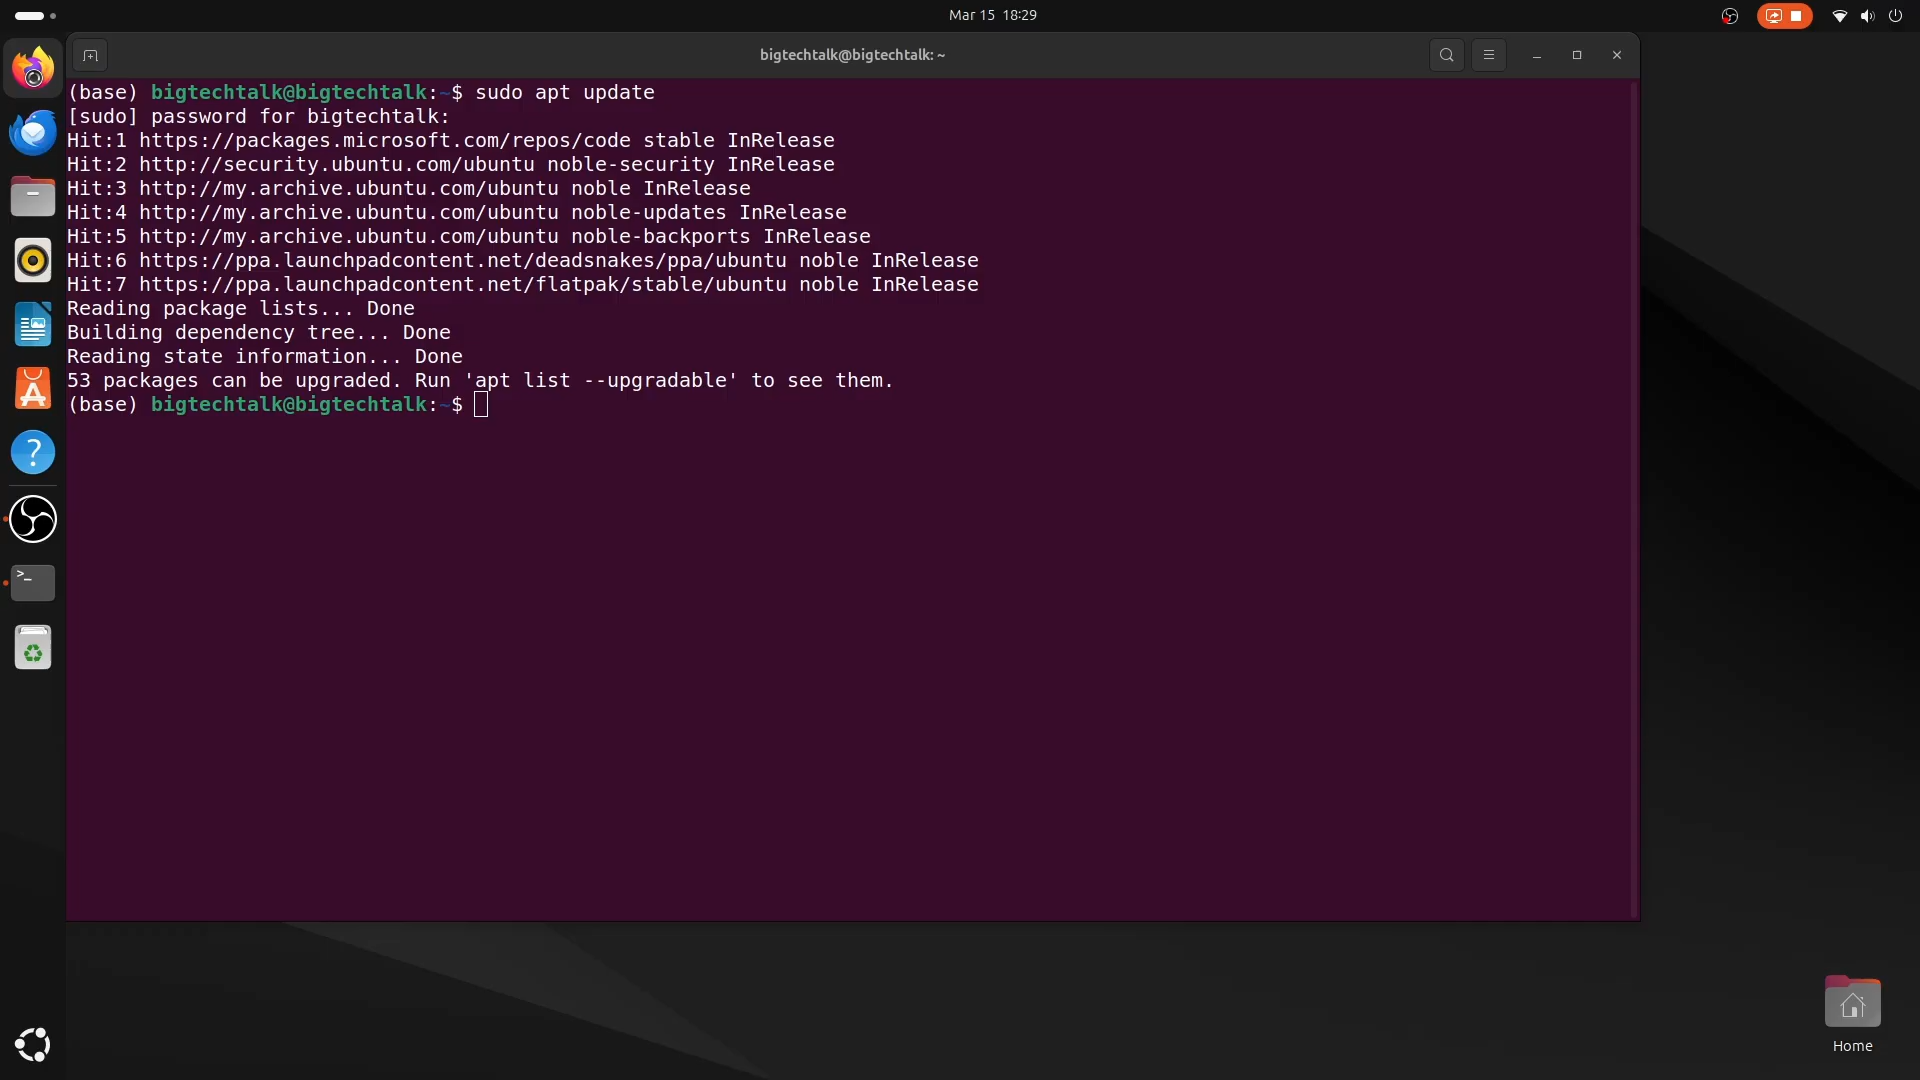 Mar 15 18:29
bigtechtalk@bigtechtalk: ~
(base) bigtechtalk@bigtechtalk:~$ sudo apt update
[sudo] password for bigtechtalk:
Hit:1 https://packages.microsoft.com/repos/code stable InRelease
Hit:2 http://security.ubuntu.com/ubuntu noble-security InRelease
Hit:3 http://my.archive.ubuntu.com/ubuntu noble InRelease
Hit:4 http://my.archive.ubuntu.com/ubuntu noble-updates InRelease
Hit:5 http://my.archive.ubuntu.com/ubuntu noble-backports InRelease
Hit:6 https://ppa.launchpadcontent.net/deadsnakes/ppa/ubuntu noble InRelease
Hit:7 https://ppa.launchpadcontent.net/flatpak/stable/ubuntu noble InRelease
Reading package lists... Done
Building dependency tree... Done
Reading state information... Done
53 packages can be upgraded. Run 'apt list --upgradable' to see them.
(base) bigtechtalk@bigtechtalk:~$
Home